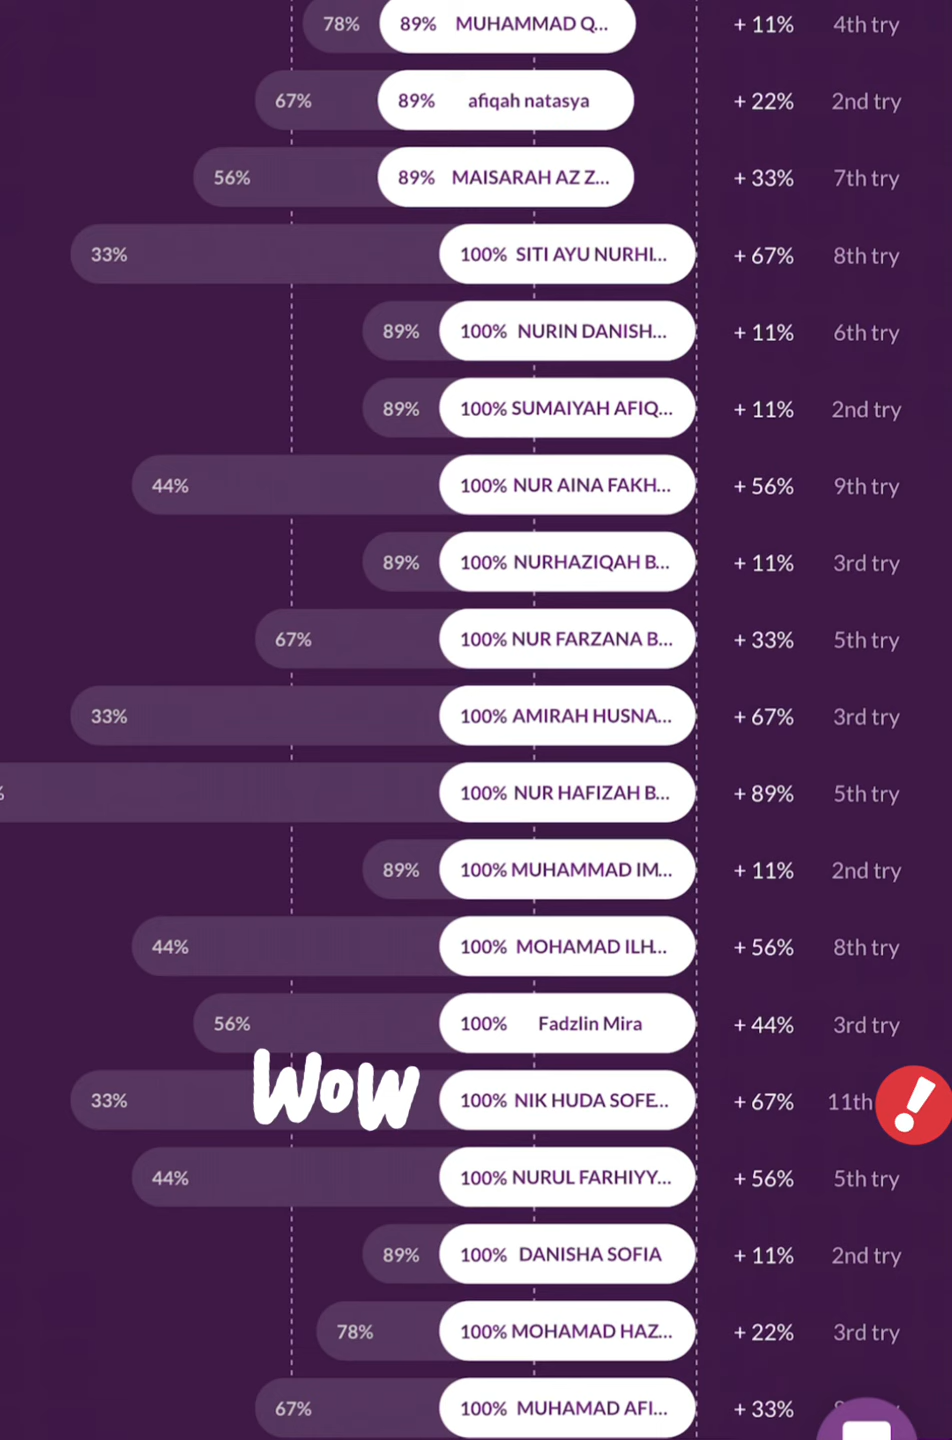 78% 89% MUHAMMAD Q... + 11% 4th try
67% 89% afiqah natasya + 22% 2nd try
56% 89% MAISARAH AZ Z... + 33% 7th try
33% 100% SITI AYU NURHI... + 67% 8th try
89% 100% NURIN DANISH... + 11% 6th try
89% 100% SUMAIYAH AFIQ... + 11% 2nd try
44% 100% NUR AINA FAKH... + 56% 9th try
89% 100% NURHAZIQAH B... + 11% 3rd try
67% 100% NUR FARZANA B... + 33% 5th try
33% 100% AMIRAH HUSNA... + 67% 3rd try
% 100% NUR HAFIZAH B... + 89% 5th try
89% 100% MUHAMMAD IM... + 11% 2nd try
44% 100% MOHAMAD ILH... + 56% 8th try
56% 100% Fadzlin Mira + 44% 3rd try
WoW
33% 100% NIK HUDA SOFE... + 67% 11th
44% 100% NURUL FARHIYY... + 56% 5th try
89% 100% DANISHA SOFIA + 11% 2nd try
78% 100% MOHAMAD HAZ... + 22% 3rd try
67% 100% MUHAMAD AFI... + 33%